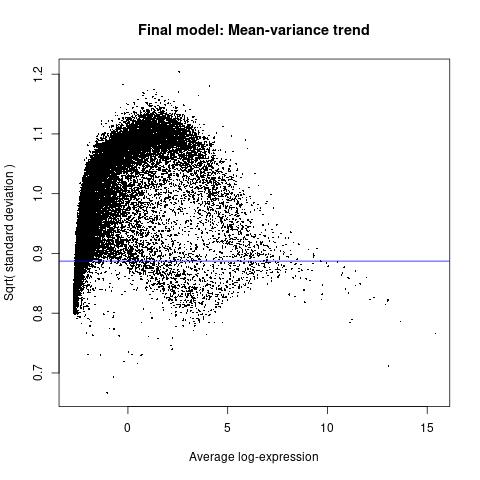 Final model: Mean-variance trend
Sqrt( standard deviation )
1.2
1.1
1.0
0.9
0.8
0.7
0 5 10 15
Average log-expression